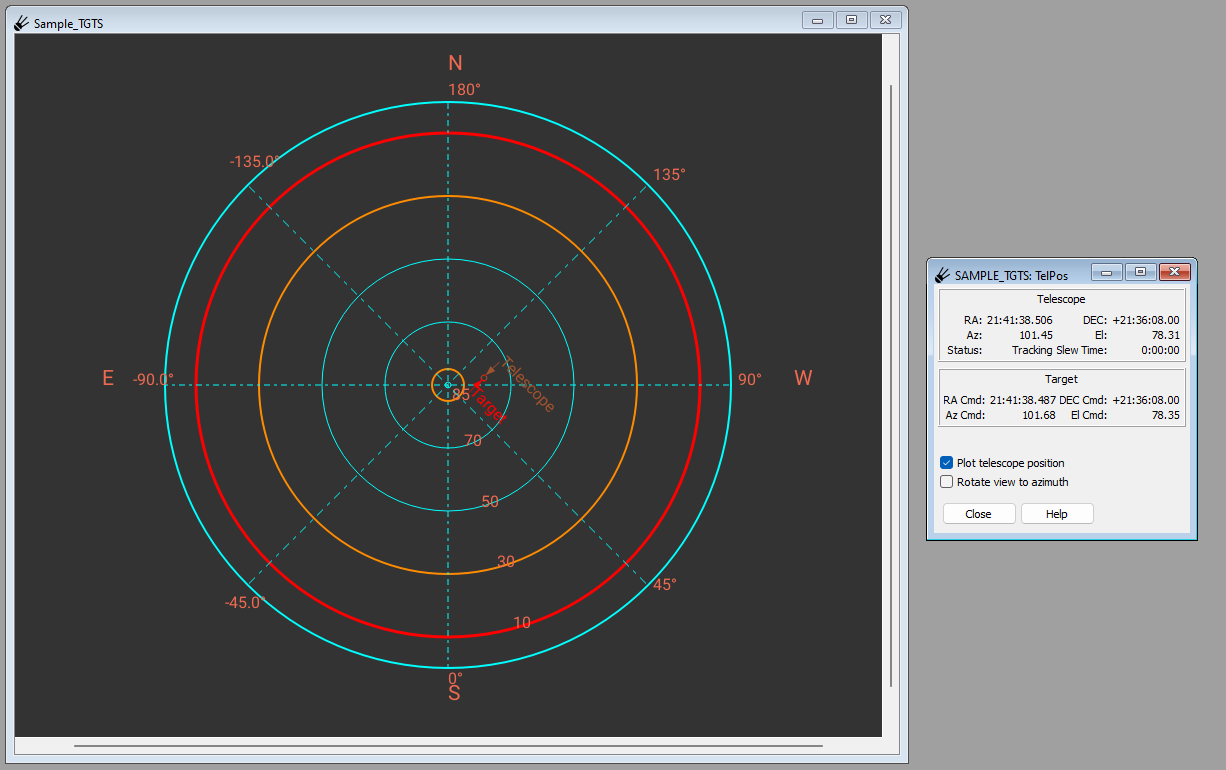 Sample_TGTS
N
180°
-135.0°
135°
E
-90.0°
90°
W
Telescope
Target
85
70
50
30
10
-45.0°
45°
0°
S
SAMPLE_TGTS: TelPos
Telescope
RA: 21:41:38.506 DEC: +21:36:08.00
Az: 101.45 El: 78.31
Status: Tracking Slew Time: 0:00:00
Target
RA Cmd: 21:41:38.487 DEC Cmd: +21:36:08.00
Az Cmd: 101.68 El Cmd: 78.35
Plot telescope position
Rotate view to azimuth
Close Help